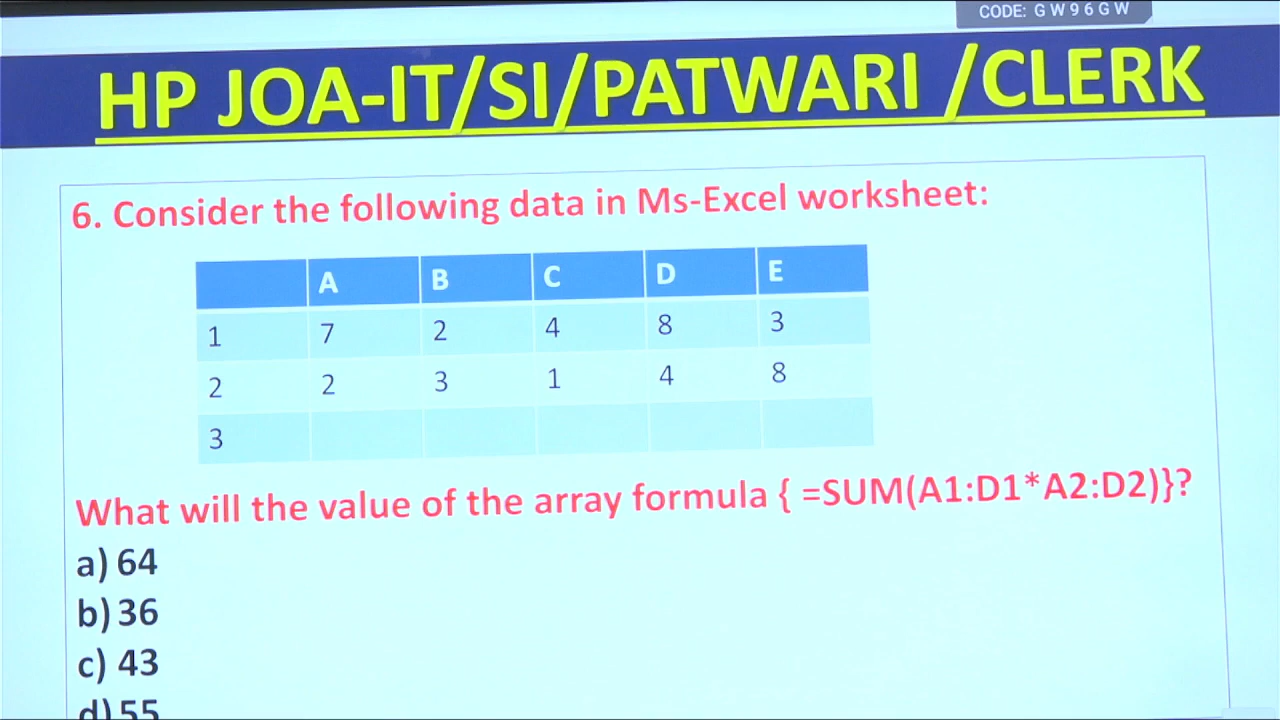 CODE: G W 9 6 G W
HP JOA-IT/SI/PATWARI /CLERK
6. Consider the following data in Ms-Excel worksheet:
A B C D E
1 7 2 4 8 3
2 2 3 1 4 8
3
What will the value of the array formula { =SUM(A1:D1*A2:D2)}?
a) 64
b) 36
c) 43
d) 55